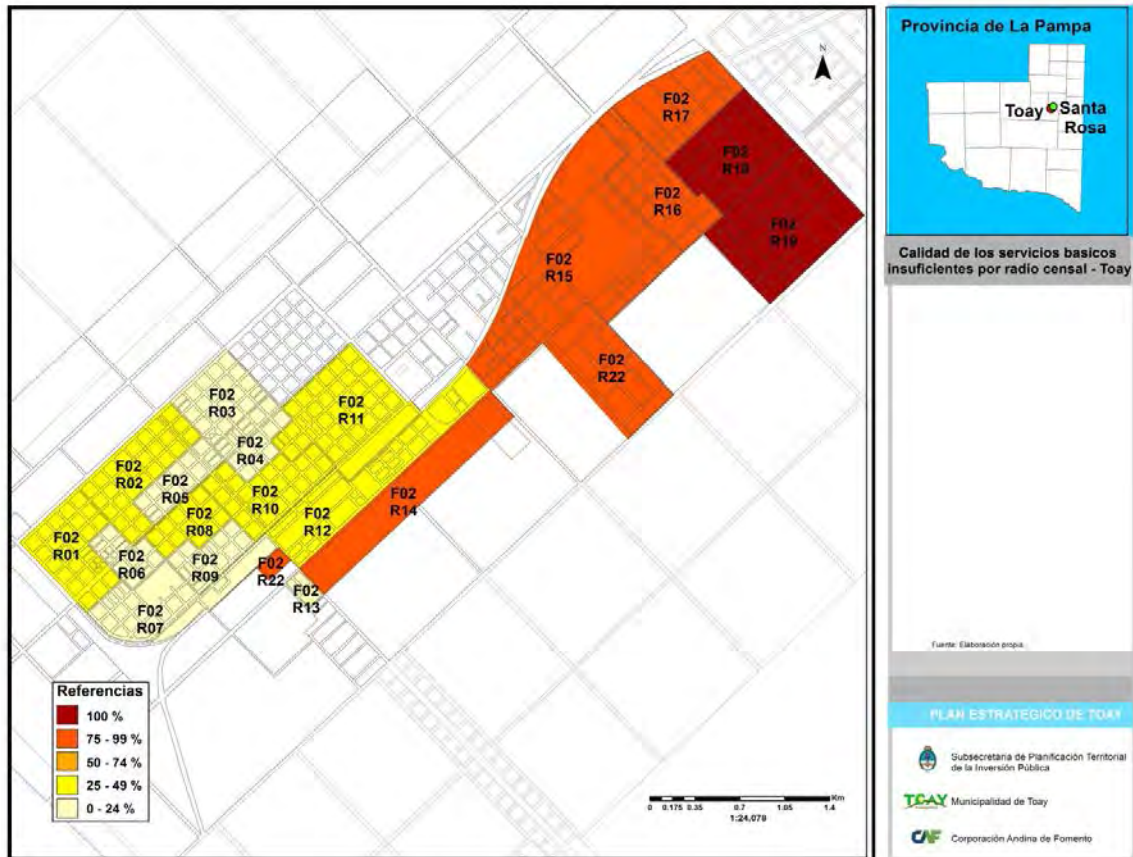 N
F02
R17
F02
R18
F02
R16
F02
R19
F02
R15
F02
R22
F02
R03
F02
R11
F02
R04
F02
R02
F02
R05
F02
R10
F02
R08
F02
R14
F02
R12
F02
R01
F02
R06
F02
R09
F02
R22
F02
R13
F02
R07
Referencias
100 %
75 - 99 %
50 - 74 %
25 - 49 %
0 - 24 %
Km
0 0.175 0.35 0.7 1.05 1.4
1:24,078
Provincia de La Pampa
Toay
Santa
Rosa
Calidad de los servicios basicos
insuficientes por radio censal - Toay
Fuente: Elaboración propia.
PLAN ESTRATEGICO DE TOAY
Subsecretaria de Planificación Territorial
de la Inversión Pública
TOAY Municipalidad de Toay
CAF Corporación Andina de Fomento